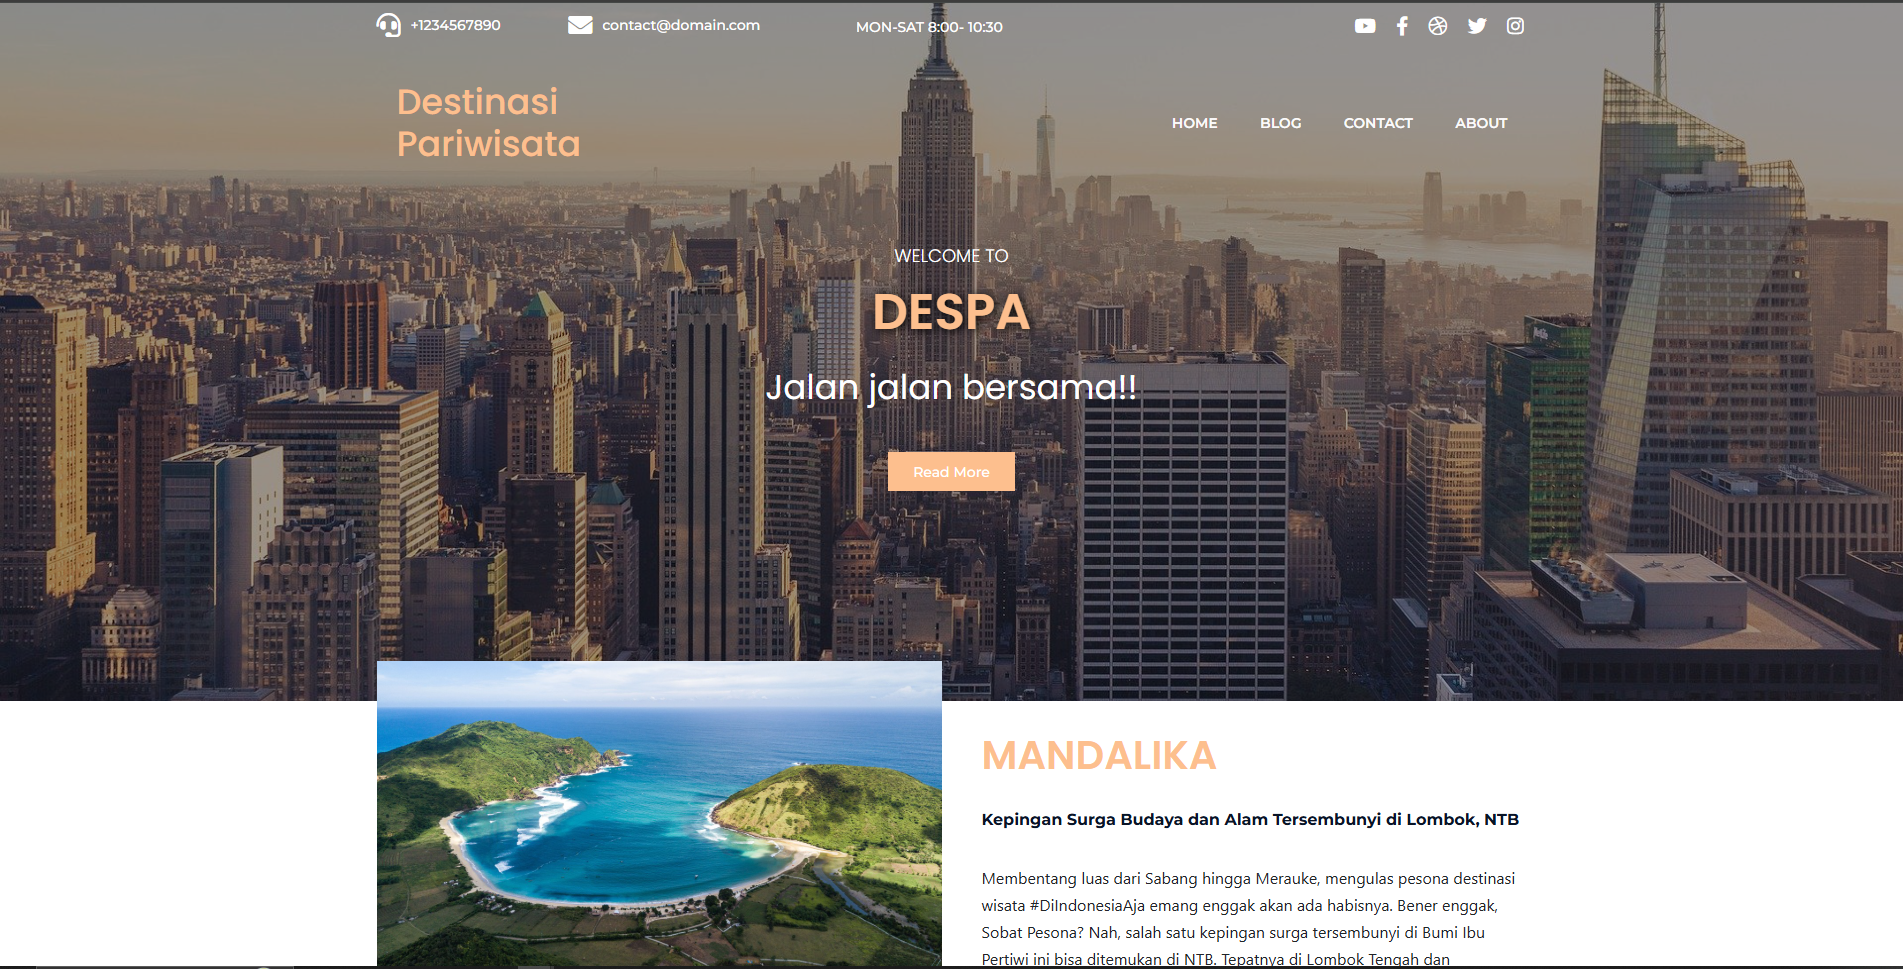 +1234567890
contact@domain.com
MON-SAT 8:00- 10:30
Destinasi
Pariwisata
HOME
BLOG
CONTACT
ABOUT
WELCOME TO
DESPA
Jalan jalan bersama!!
Read More
MANDALIKA
Kepingan Surga Budaya dan Alam Tersembunyi di Lombok, NTB
Membentang luas dari Sabang hingga Merauke, mengulas pesona destinasi
wisata #DiIndonesiaAja emang enggak akan ada habisnya. Bener enggak,
Sobat Pesona? Nah, salah satu kepingan surga tersembunyi di Bumi Ibu
Pertiwi ini bisa ditemukan di NTB. Tepatnya di Lombok Tengah dan